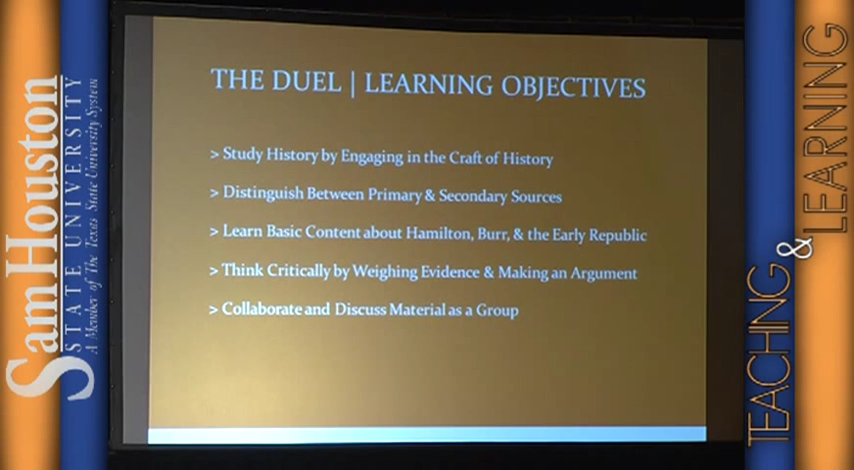 Sam Houston
STATE UNIVERSITY
A Member of The Texas State University System
THE DUEL | LEARNING OBJECTIVES
> Study History by Engaging in the Craft of History
> Distinguish Between Primary & Secondary Sources
> Learn Basic Content about Hamilton, Burr, & the Early Republic
> Think Critically by Weighing Evidence & Making an Argument
> Collaborate and Discuss Material as a Group
TEACHING & LEARNING